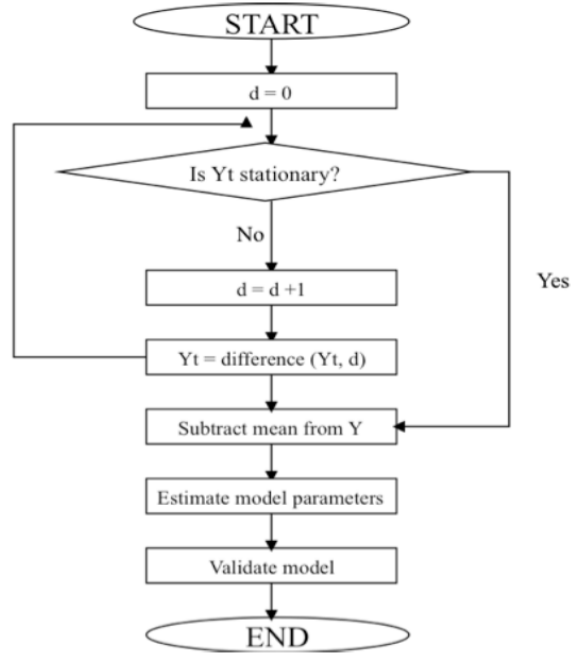 START
d = 0
Is Yt stationary?
No
Yes
d = d +1
Yt = difference (Yt, d)
Subtract mean from Y
Estimate model parameters
Validate model
END